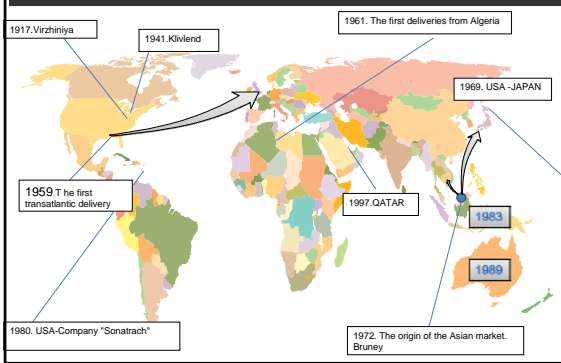 1917.Virzhiniya
1941.Klivlend
1961. The first deliveries from Algeria
1969. USA -JAPAN
1959.T he first
transatlantic delivery
1997.QATAR
1983
1989
1980. USA-Company "Sonatrach"
1972. The origin of the Asian market.
Bruney